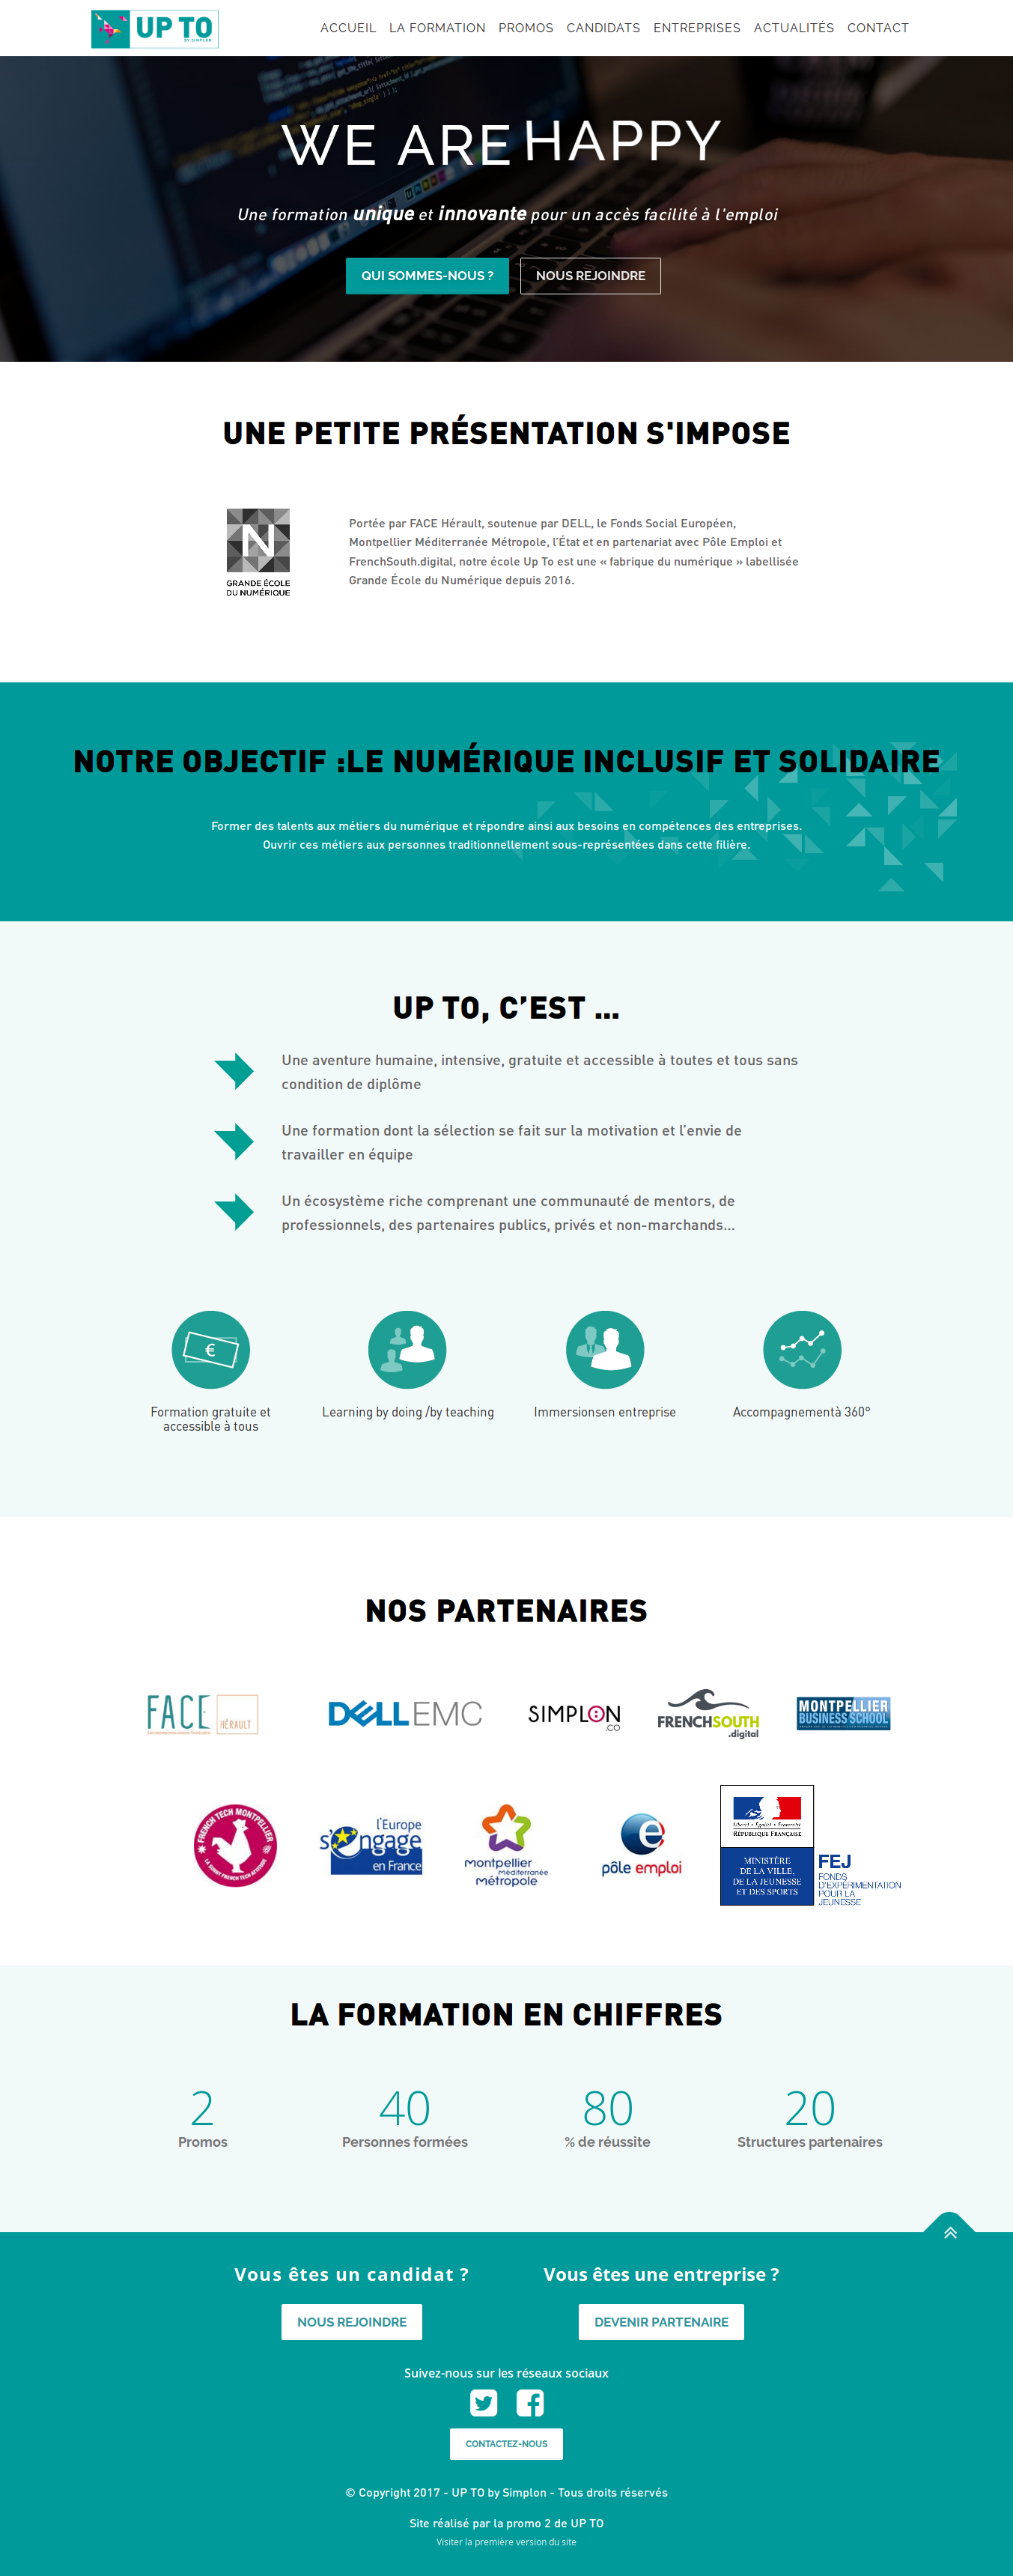 UP TO
BY SIMPLON
ACCUEIL LA FORMATION PROMOS CANDIDATS ENTREPRISES ACTUALITÉS CONTACT
WE ARE HAPPY
Une formation unique et innovante pour un accès facilité à l'emploi
QUI SOMMES-NOUS ? NOUS REJOINDRE
UNE PETITE PRÉSENTATION S'IMPOSE
N
GRANDE ÉCOLE
DU NUMÉRIQUE
Portée par FACE Hérault, soutenue par DELL, le Fonds Social Européen,
Montpellier Méditerranée Métropole, l'État et en partenariat avec Pôle Emploi et
FrenchSouth.digital, notre école Up To est une « fabrique du numérique » labellisée
Grande École du Numérique depuis 2016.
NOTRE OBJECTIF :LE NUMÉRIQUE INCLUSIF ET SOLIDAIRE
Former des talents aux métiers du numérique et répondre ainsi aux besoins en compétences des entreprises.
Ouvrir ces métiers aux personnes traditionnellement sous-représentées dans cette filière.
UP TO, C’EST ...
Une aventure humaine, intensive, gratuite et accessible à toutes et tous sans
condition de diplôme
Une formation dont la sélection se fait sur la motivation et l’envie de
travailler en équipe
Un écosystème riche comprenant une communauté de mentors, de
professionnels, des partenaires publics, privés et non-marchands...
€
Formation gratuite et
accessible à tous
Learning by doing /by teaching
Immersionsen entreprise
Accompagnementà 360°
NOS PARTENAIRES
FACE HÉRAULT
DELL EMC
SIMPLON
.CO
FRENCHSOUTH
.digital
MONTPELLIER
BUSINESS SCHOOL
FRENCH TECH MONTPELLIER
l'Europe
s'engage
en France
montpellier
méditerranée
métropole
pôle emploi
Liberté • Égalité • Fraternité
RÉPUBLIQUE FRANÇAISE
MINISTÈRE
DE LA VILLE,
DE LA JEUNESSE
ET DES SPORTS
FEJ
FONDS
D'EXPÉRIMENTATION
POUR LA
JEUNESSE
LA FORMATION EN CHIFFRES
2 40 80 20
Promos Personnes formées % de réussite Structures partenaires
Vous êtes un candidat ? Vous êtes une entreprise ?
NOUS REJOINDRE DEVENIR PARTENAIRE
Suivez-nous sur les réseaux sociaux
CONTACTEZ-NOUS
© Copyright 2017 - UP TO by Simplon - Tous droits réservés
Site réalisé par la promo 2 de UP TO
Visiter la première version du site